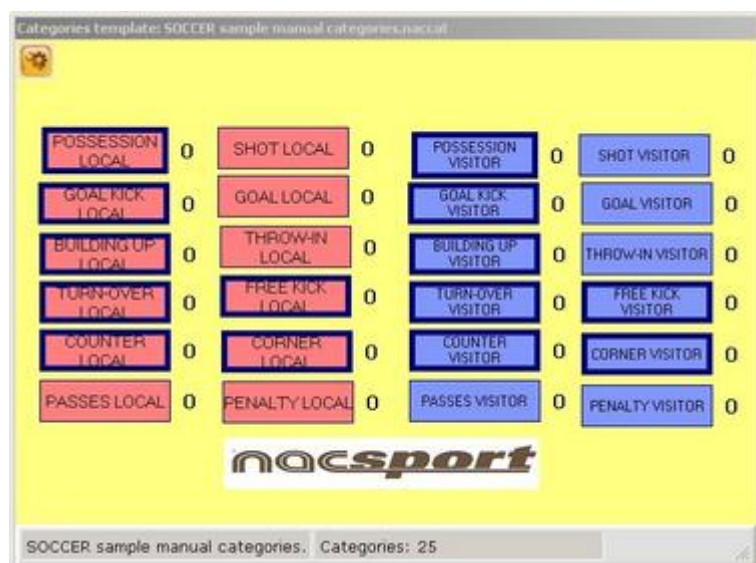 Categories template: SOCCER sample manual categories.naccat
POSSESSION LOCAL 0 SHOT LOCAL 0 POSSESSION VISITOR 0 SHOT VISITOR 0
GOAL KICK LOCAL 0 GOAL LOCAL 0 GOAL KICK VISITOR 0 GOAL VISITOR 0
BUILDING UP LOCAL 0 THROW-IN LOCAL 0 BUILDING UP VISITOR 0 THROW-IN VISITOR 0
TURN-OVER LOCAL 0 FREE KICK LOCAL 0 TURN-OVER VISITOR 0 FREE KICK VISITOR 0
COUNTER LOCAL 0 CORNER LOCAL 0 COUNTER VISITOR 0 CORNER VISITOR 0
PASSES LOCAL 0 PENALTY LOCAL 0 PASSES VISITOR 0 PENALTY VISITOR 0
nacsport
SOCCER sample manual categories. Categories: 25